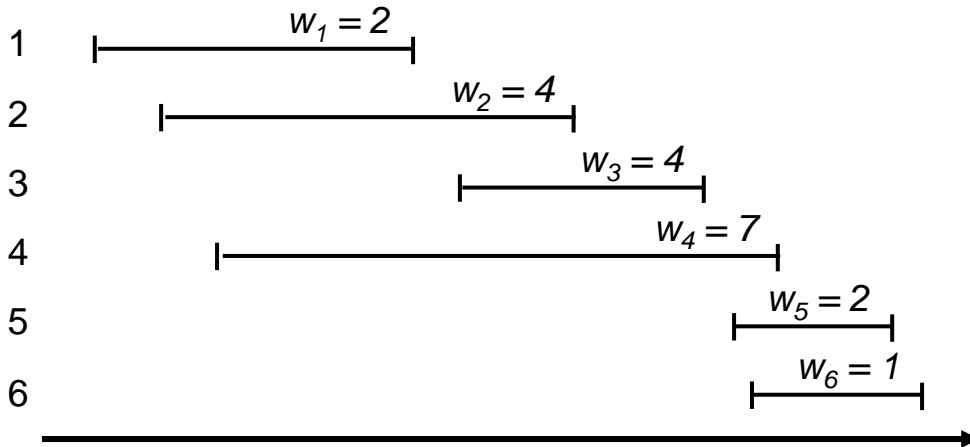 1 w₁ = 2
2 w₂ = 4
3 w₃ = 4
4 w₄ = 7
5 w₅ = 2
6 w₆ = 1